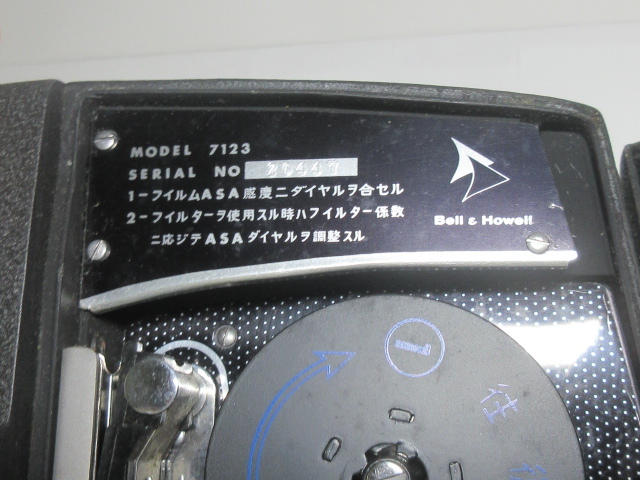 MODEL 7123
SERIAL NO
1-フイルムASA感度ニダイヤルヲ合セル
2-フィルターヲ使用スル時ハフィルター係数
ニ応ジテASAダイヤルヲ調整スル
Bell & Howell